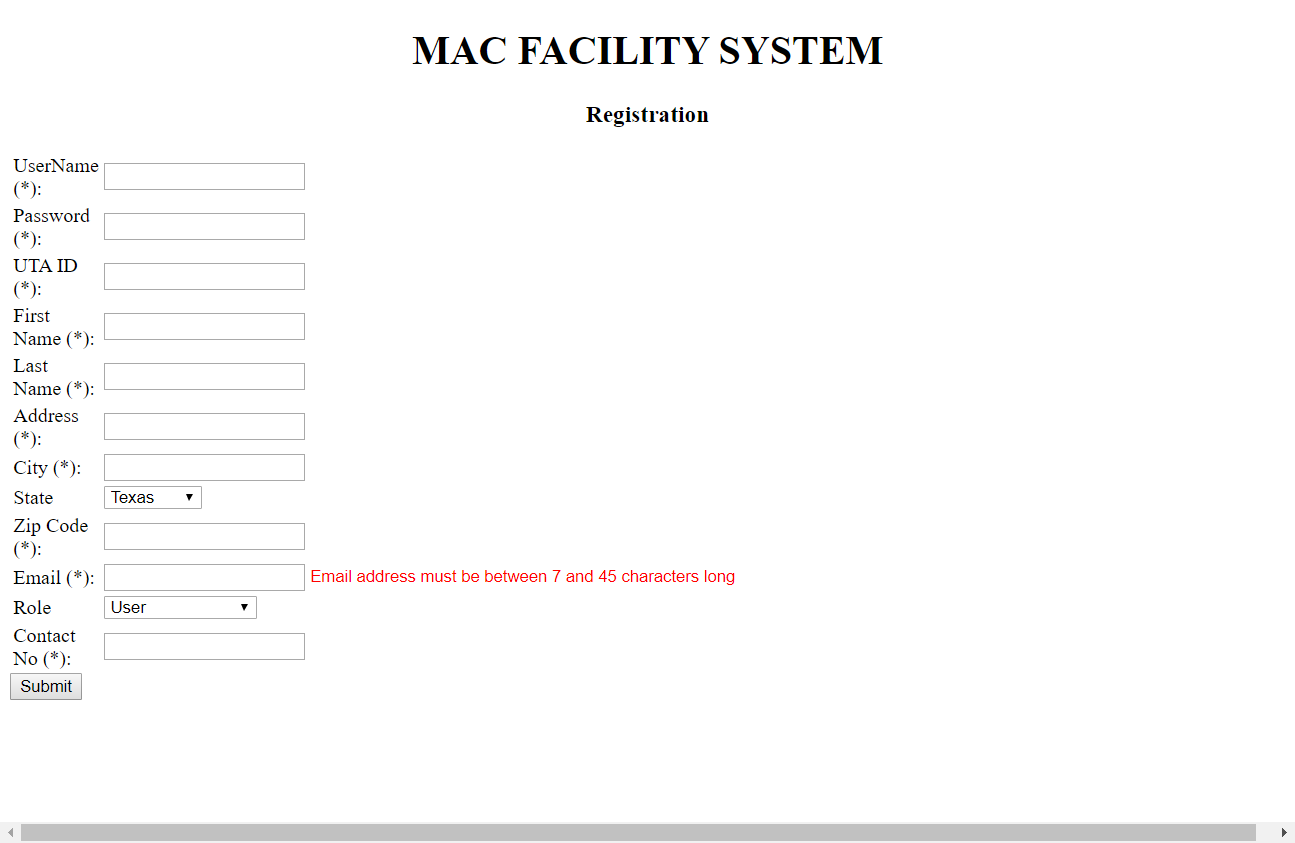 MAC FACILITY SYSTEM
Registration
UserName
(*):
Password
(*):
UTA ID
(*):
First
Name (*):
Last
Name (*):
Address
(*):
City (*):
State Texas
Zip Code
(*):
Email (*): Email address must be between 7 and 45 characters long
Role User
Contact
No (*):
Submit